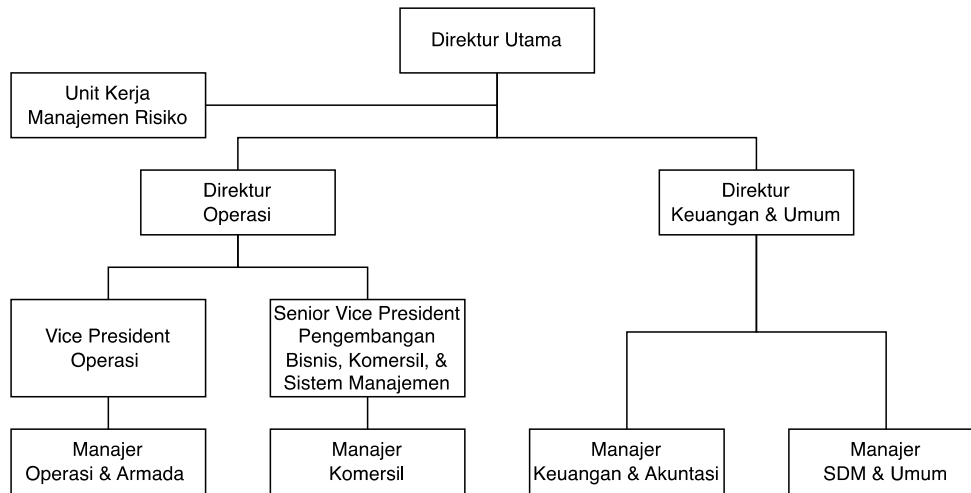 Direktur Utama
Unit Kerja
Manajemen Risiko
Direktur
Operasi
Direktur
Keuangan & Umum
Vice President
Operasi
Senior Vice President
Pengembangan
Bisnis, Komersil, &
Sistem Manajemen
Manajer
Operasi & Armada
Manajer
Komersil
Manajer
Keuangan & Akuntasi
Manajer
SDM & Umum